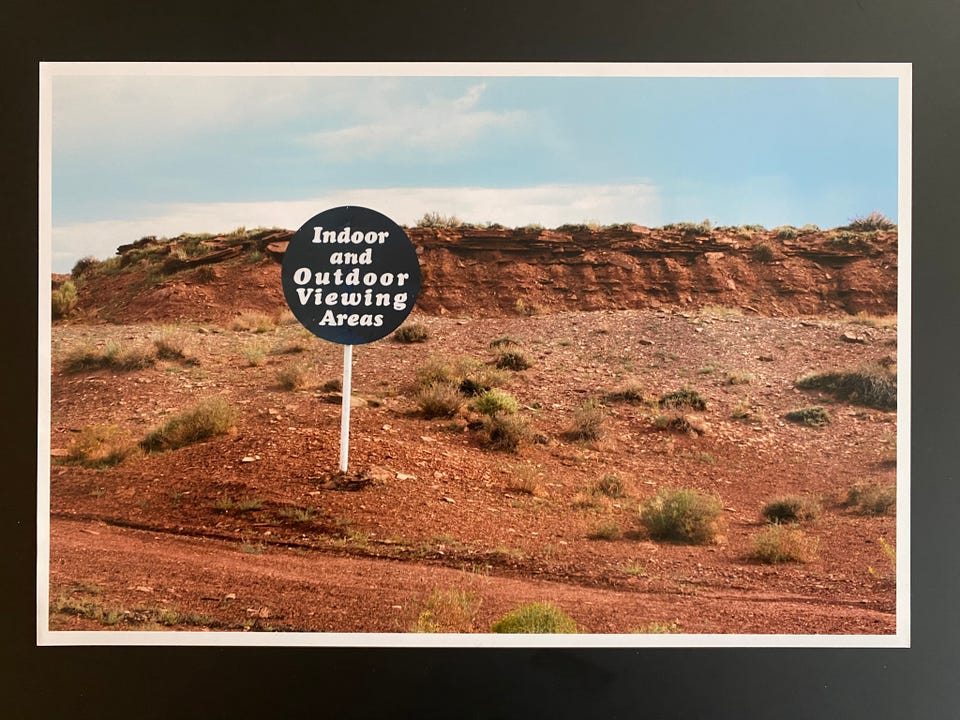 Indoor
and
Outdoor
Viewing
Areas